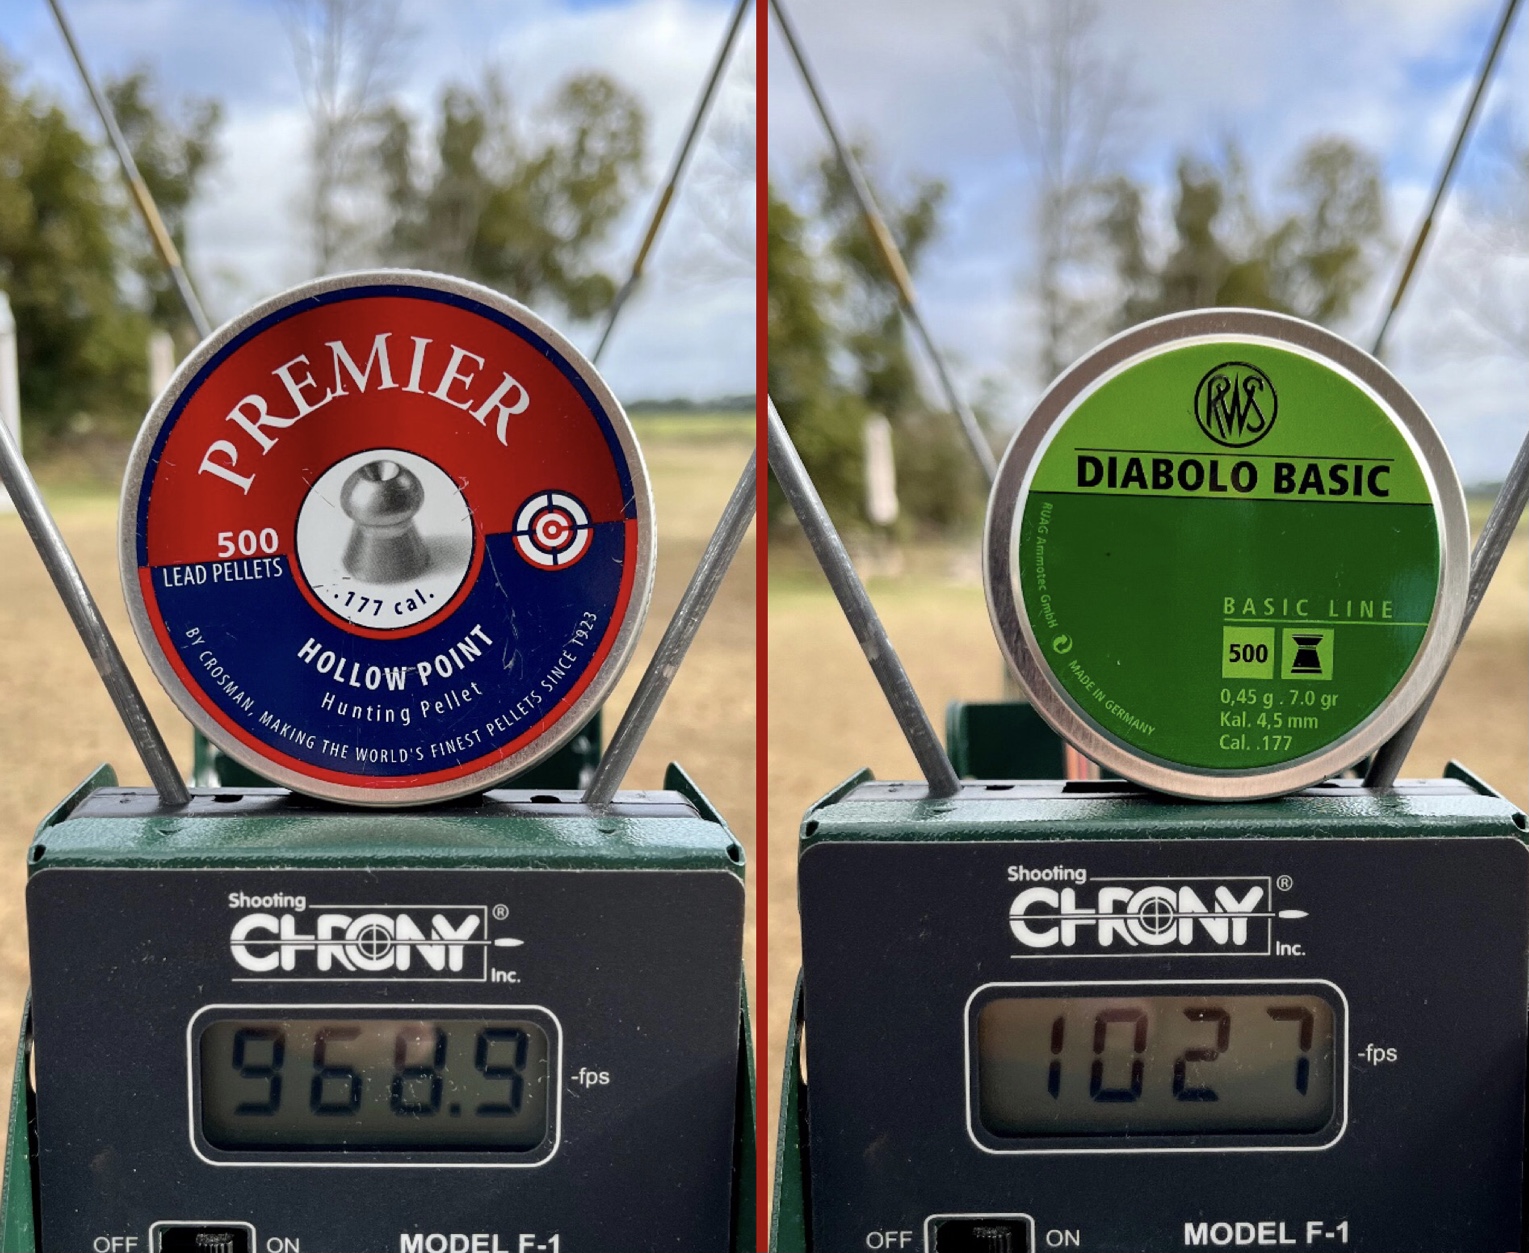 PREMIER
500
LEAD PELLETS
.177 cal.
HOLLOW POINT
Hunting Pellet
BY CROSMAN, MAKING THE WORLD'S FINEST PELLETS SINCE 1923
Shooting
CHRONY®
Inc.
968.9
-fps
OFF ON MODEL F-1
RWS
DIABOLO BASIC
RUAG Ammotec GmbH
MADE IN GERMANY
BASIC LINE
500
0,45 g . 7.0 gr
Kal. 4,5 mm
Cal. .177
Shooting
CHRONY®
Inc.
1027
-fps
OFF ON MODEL F-1